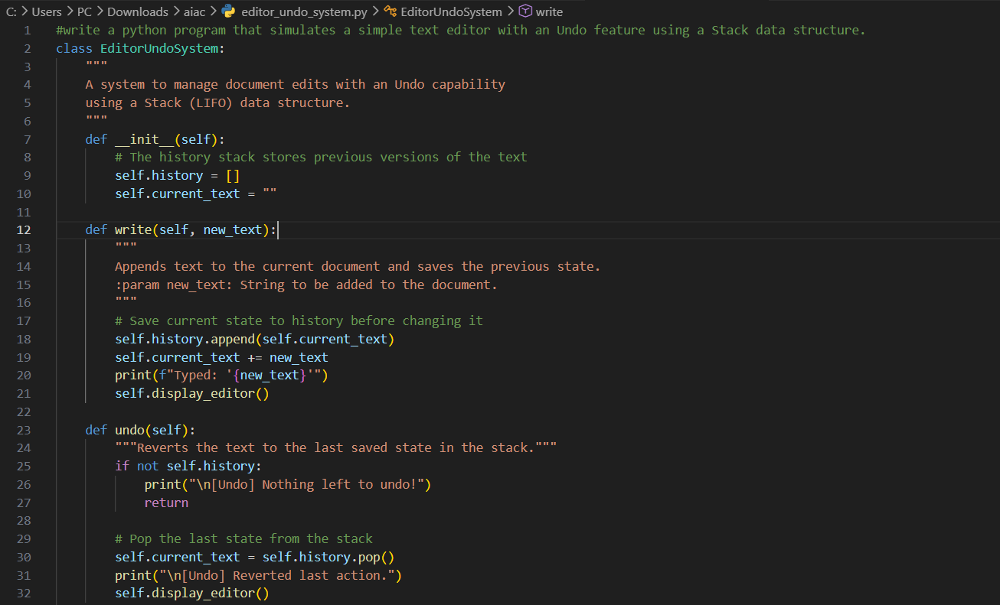 C: > Users > PC > Downloads > aiac > editor_undo_system.py > EditorUndoSystem > write
1 #write a python program that simulates a simple text editor with an Undo feature using a Stack data structure.
2 class EditorUndoSystem:
3     """
4     A system to manage document edits with an Undo capability
5     using a Stack (LIFO) data structure.
6     """
7     def __init__(self):
8         # The history stack stores previous versions of the text
9         self.history = []
10         self.current_text = ""
11
12     def write(self, new_text):
13         """
14         Appends text to the current document and saves the previous state.
15         :param new_text: String to be added to the document.
16         """
17         # Save current state to history before changing it
18         self.history.append(self.current_text)
19         self.current_text += new_text
20         print(f"Typed: '{new_text}'")
21         self.display_editor()
22
23     def undo(self):
24         """Reverts the text to the last saved state in the stack."""
25         if not self.history:
26             print("\n[Undo] Nothing left to undo!")
27             return
28
29         # Pop the last state from the stack
30         self.current_text = self.history.pop()
31         print("\n[Undo] Reverted last action.")
32         self.display_editor()